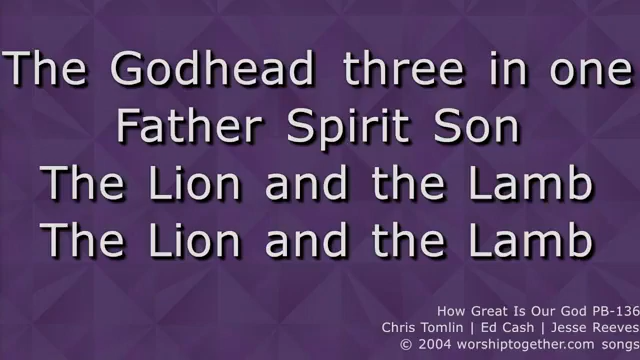 The Godhead three in one
Father Spirit Son
The Lion and the Lamb
The Lion and the Lamb
How Great Is Our God PB-136
Chris Tomlin | Ed Cash | Jesse Reeves
© 2004 worshiptogether.com songs